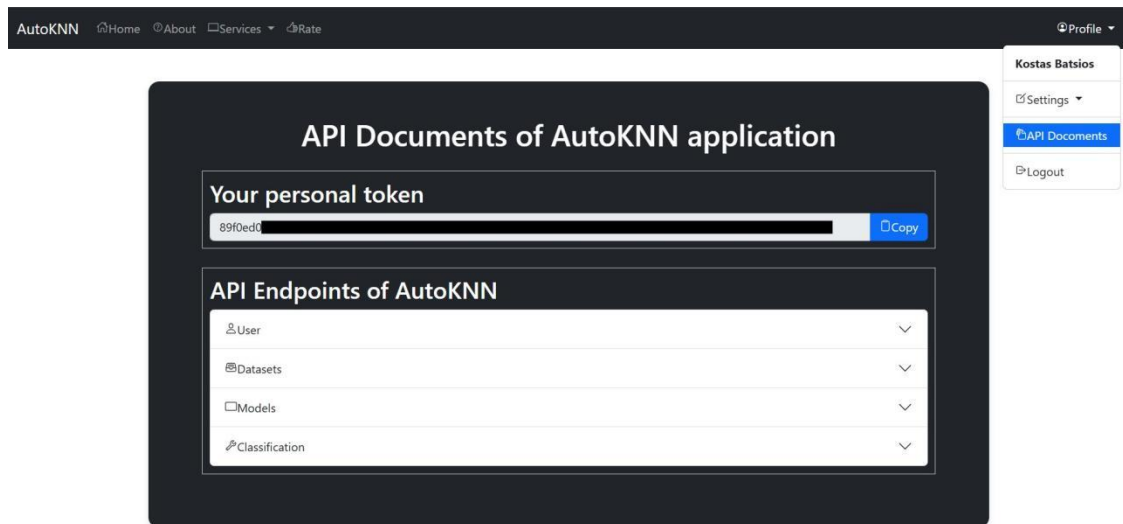 AutoKNN Home About Services Rate Profile
Kostas Batsios
Settings
API Docoments
Logout
API Documents of AutoKNN application
Your personal token
89f0ed0
Copy
API Endpoints of AutoKNN
User
Datasets
Models
Classification